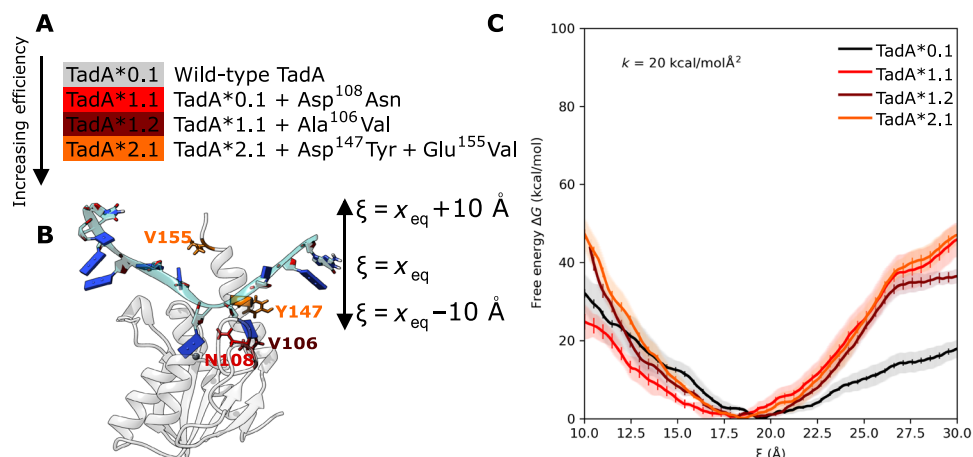 A
Increasing efficiency
TadA*0.1 Wild-type TadA
TadA*1.1 TadA*0.1 + Asp¹⁰⁸Asn
TadA*1.2 TadA*1.1 + Ala¹⁰⁶Val
TadA*2.1 TadA*2.1 + Asp¹⁴⁷Tyr + Glu¹⁵⁵Val
B
V155
Y147
V106
N108
ξ = x_eq + 10 Å
ξ = x_eq
ξ = x_eq − 10 Å
C
k = 20 kcal/molÅ²
TadA*0.1
TadA*1.1
TadA*1.2
TadA*2.1
Free energy ΔG (kcal/mol)
100
80
60
40
20
0
10.0 12.5 15.0 17.5 20.0 22.5 25.0 27.5 30.0
ξ (Å)